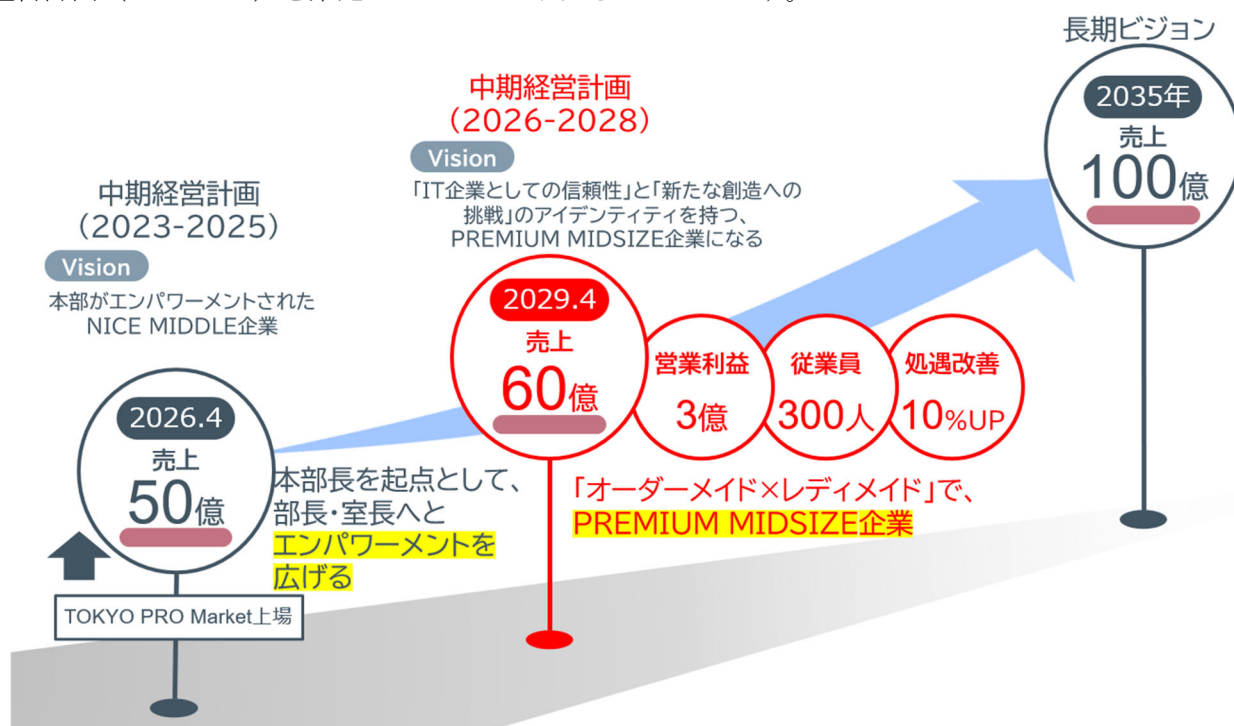 長期ビジョン
2035年
売上
100億
中期経営計画
(2026-2028)
Vision
「IT企業としての信頼性」と「新たな創造への
挑戦」のアイデンティティを持つ、
PREMIUM MIDSIZE企業になる
中期経営計画
(2023-2025)
Vision
本部がエンパワーメントされた
NICE MIDDLE企業
2029.4
売上
60億
営業利益
3億
従業員
300人
処遇改善
10%UP
2026.4
売上
50億
本部長を起点として、
部長・室長へと
エンパワーメントを
広げる
「オーダーメイド×レディメイド」で、
PREMIUM MIDSIZE企業
TOKYO PRO Market上場